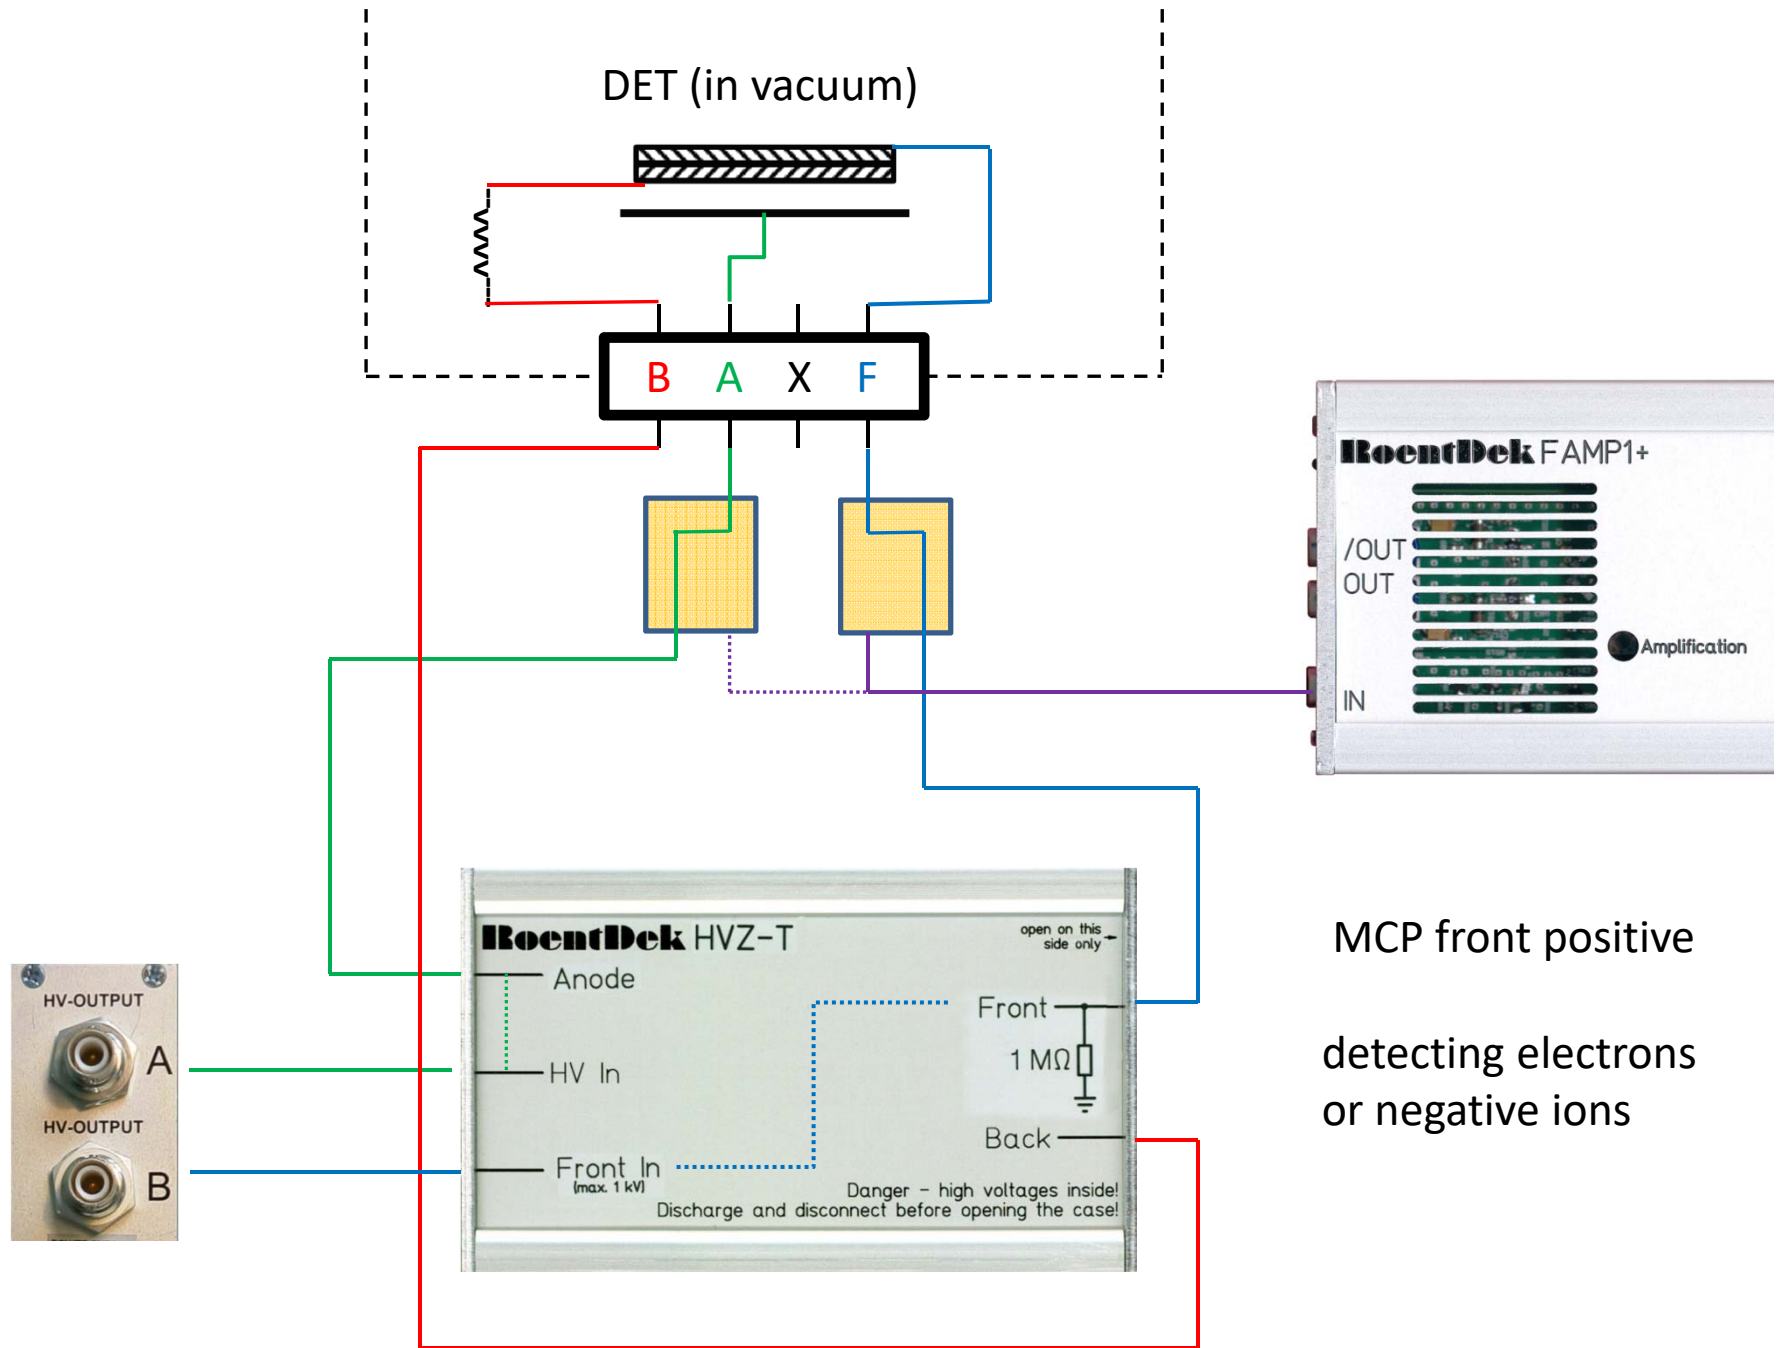 DET (in vacuum)
B A X F
RoentDek FAMP1+
/OUT
OUT
Amplification
IN
RoentDek HVZ-T
open on this
side only
Anode
Front
1 MΩ
HV In
Back
Front In
(max. 1 kV)
Danger - high voltages inside!
Discharge and disconnect before opening the case!
HV-OUTPUT
A
HV-OUTPUT
B
MCP front positive
detecting electrons
or negative ions